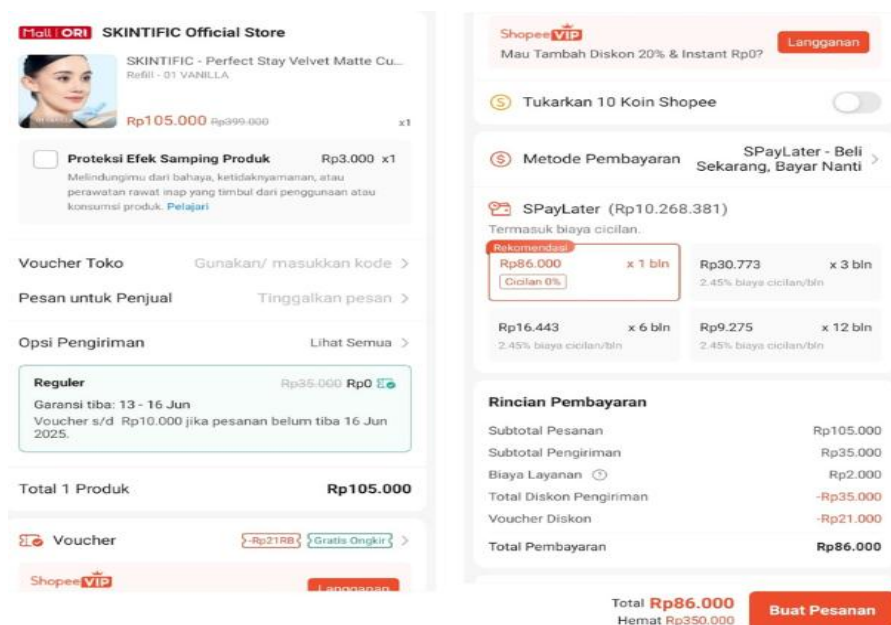 Mall | ORI SKINTIFIC Official Store
SKINTIFIC - Perfect Stay Velvet Matte Cu...
Refill - 01 VANILLA
Rp105.000 Rp399.000 x1
Proteksi Efek Samping Produk Rp3.000 x1
Melindungimu dari bahaya, ketidaknyamanan, atau
perawatan rawat inap yang timbul dari penggunaan atau
konsumsi produk. Pelajari
Voucher Toko Gunakan/ masukkan kode >
Pesan untuk Penjual Tinggalkan pesan >
Opsi Pengiriman Lihat Semua >
Reguler Rp35.000 Rp0
Garansi tiba: 13 - 16 Jun
Voucher s/d Rp10.000 jika pesanan belum tiba 16 Jun
2025.
Total 1 Produk Rp105.000
Voucher -Rp21RB Gratis Ongkir >
Shopee VIP
Langganan
Shopee VIP
Mau Tambah Diskon 20% & Instant Rp0?
Langganan
Tukarkan 10 Koin Shopee
Metode Pembayaran SPayLater - Beli
Sekarang, Bayar Nanti >
SPayLater (Rp10.268.381)
Termasuk biaya cicilan.
Rekomendasi
Rp86.000 x 1 bln
Cicilan 0%
Rp30.773 x 3 bln
2.45% biaya cicilan/bln
Rp16.443 x 6 bln
2.45% biaya cicilan/bln
Rp9.275 x 12 bln
2.45% biaya cicilan/bln
Rincian Pembayaran
Subtotal Pesanan Rp105.000
Subtotal Pengiriman Rp35.000
Biaya Layanan ? Rp2.000
Total Diskon Pengiriman -Rp35.000
Voucher Diskon -Rp21.000
Total Pembayaran Rp86.000
Total Rp86.000
Hemat Rp350.000
Buat Pesanan